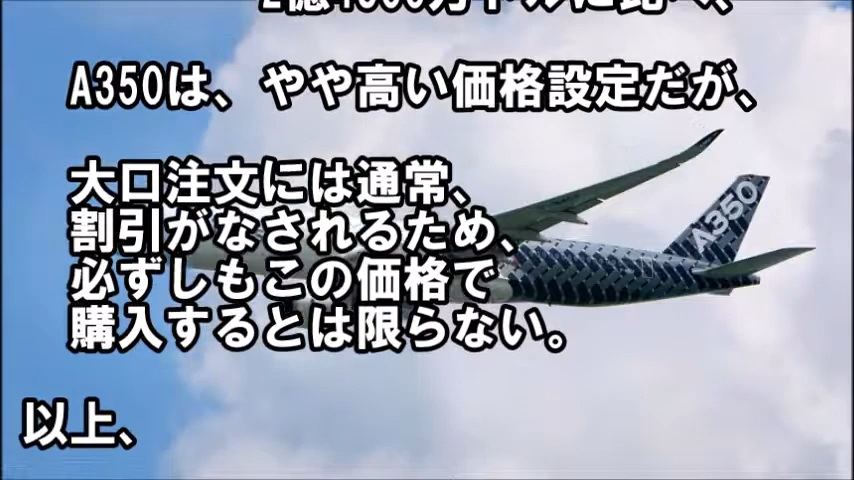 A350は、やや高い価格設定だが、
大口注文には通常、
割引がなされるため、
必ずしもこの価格で
購入するとは限らない。
以上、
A350